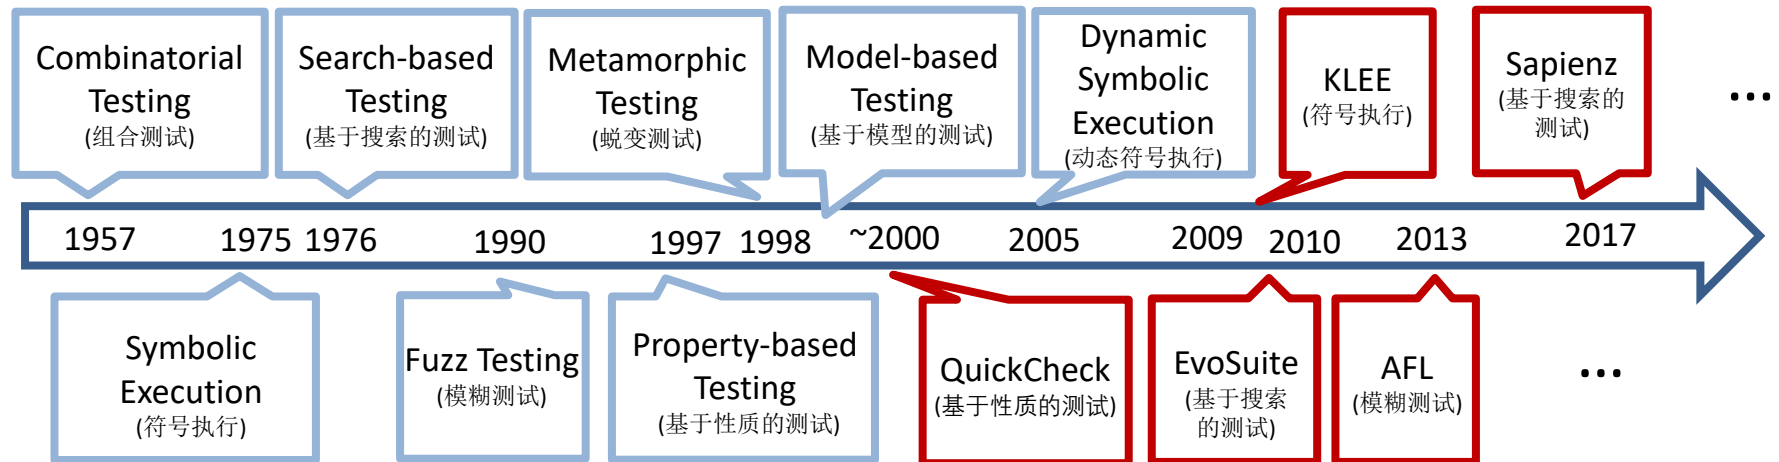 Combinatorial
Testing
(组合测试)
Search-based
Testing
(基于搜索的测试)
Metamorphic
Testing
(蜕变测试)
Model-based
Testing
(基于模型的测试)
Dynamic
Symbolic
Execution
(动态符号执行)
KLEE
(符号执行)
Sapienz
(基于搜索的
测试)
...
1957 1975 1976 1990 1997 1998 ~2000 2005 2009 2010 2013 2017
Symbolic
Execution
(符号执行)
Fuzz Testing
(模糊测试)
Property-based
Testing
(基于性质的测试)
QuickCheck
(基于性质的测试)
EvoSuite
(基于搜索
的测试)
AFL
(模糊测试)
...